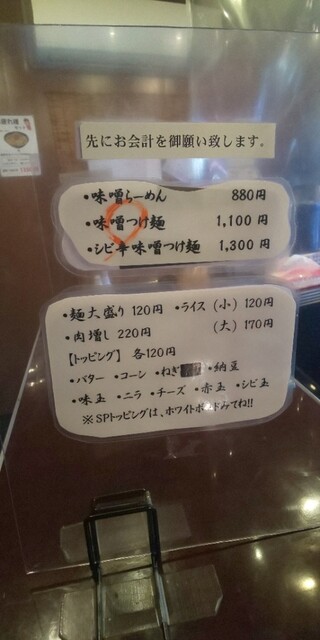 先にお会計を御願い致します。
・味噌らーめん 880円
・味噌つけ麺 1,100円
・シビ辛味噌つけ麺 1,300円
・麺大盛り 120円 ・ライス (小) 120円
・肉増し 220円 (大) 170円
【トッピング】 各120円
・バター ・コーン ・ねぎ ・納豆
・味玉 ・ニラ ・チーズ ・赤玉 ・シビ玉
※SPトッピングは、ホワイトボードみてね!!